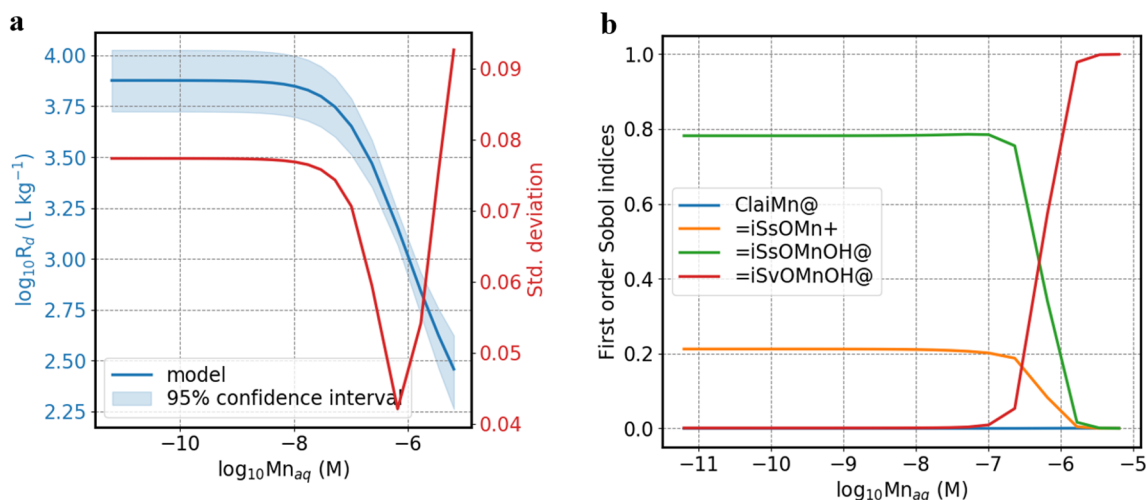 a
4.00
3.75
3.50
3.25
3.00
2.75
2.50
2.25
log₁₀R_d (L kg⁻¹)
0.09
0.08
0.07
0.06
0.05
0.04
Std. deviation
model
95% confidence interval
−10 −8 −6
log₁₀Mn_aq (M)
b
1.0
0.8
0.6
0.4
0.2
0.0
First order Sobol indices
ClaiMn@
=iSsOMn+
=iSsOMnOH@
=iSvOMnOH@
−11 −10 −9 −8 −7 −6 −5
log₁₀Mn_aq (M)